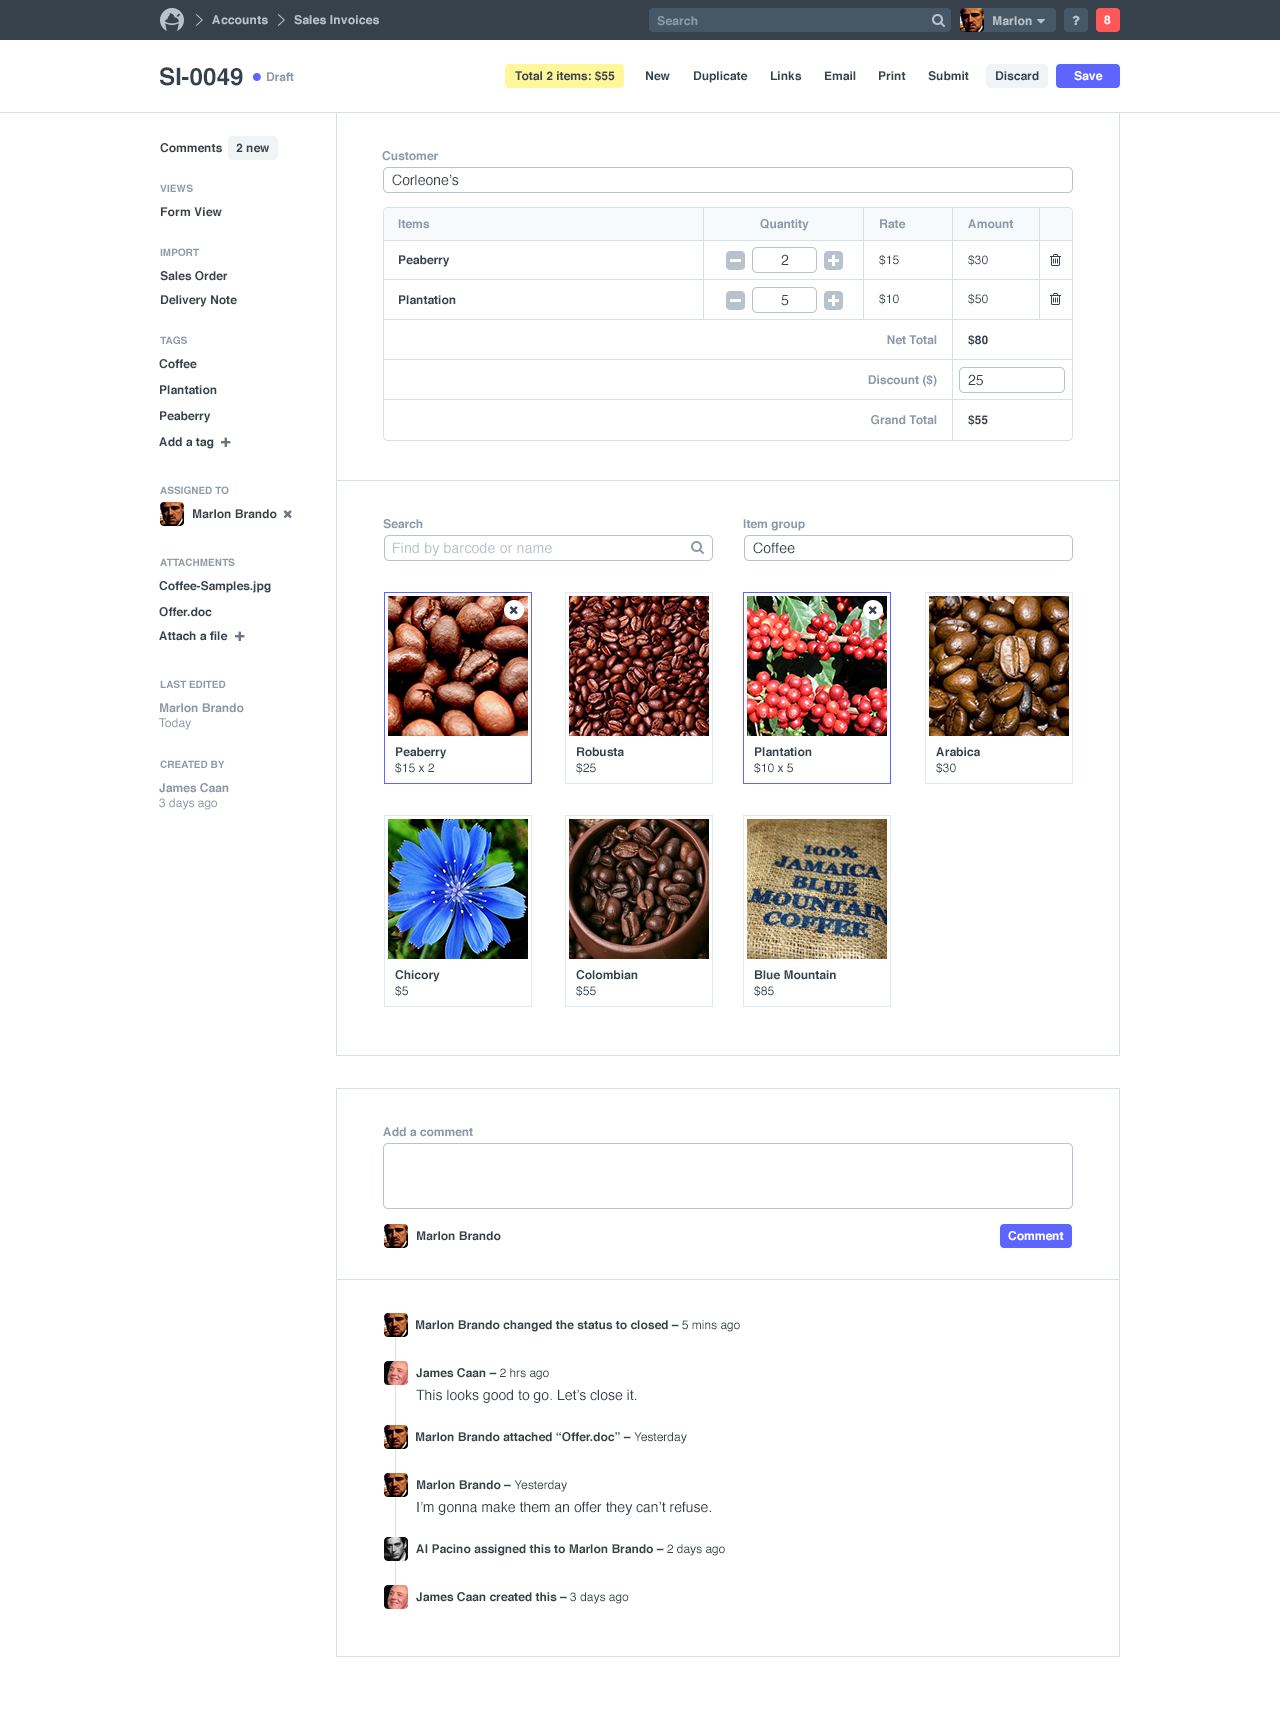 Accounts
Sales Invoices
Search
Marlon
?
8
SI-0049
Draft
Total 2 items: $55
New
Duplicate
Links
Email
Print
Submit
Discard
Save
Comments
2 new
VIEWS
Form View
IMPORT
Sales Order
Delivery Note
TAGS
Coffee
Plantation
Peaberry
Add a tag
ASSIGNED TO
Marlon Brando
ATTACHMENTS
Coffee-Samples.jpg
Offer.doc
Attach a file
LAST EDITED
Marlon Brando
Today
CREATED BY
James Caan
3 days ago
Customer
Corleone’s
Items Quantity Rate Amount
Peaberry 2 $15 $30
Plantation 5 $10 $50
Net Total $80
Discount ($) 25
Grand Total $55
Search
Find by barcode or name
Item group
Coffee
Peaberry
$15 x 2
Robusta
$25
Plantation
$10 x 5
Arabica
$30
Chicory
$5
Colombian
$55
100%
JAMAICA
BLUE
MOUNTAIN
COFFEE
Blue Mountain
$85
Add a comment
Marlon Brando
Comment
Marlon Brando changed the status to closed – 5 mins ago
James Caan – 2 hrs ago
This looks good to go. Let’s close it.
Marlon Brando attached “Offer.doc” – Yesterday
Marlon Brando – Yesterday
I’m gonna make them an offer they can’t refuse.
Al Pacino assigned this to Marlon Brando – 2 days ago
James Caan created this – 3 days ago